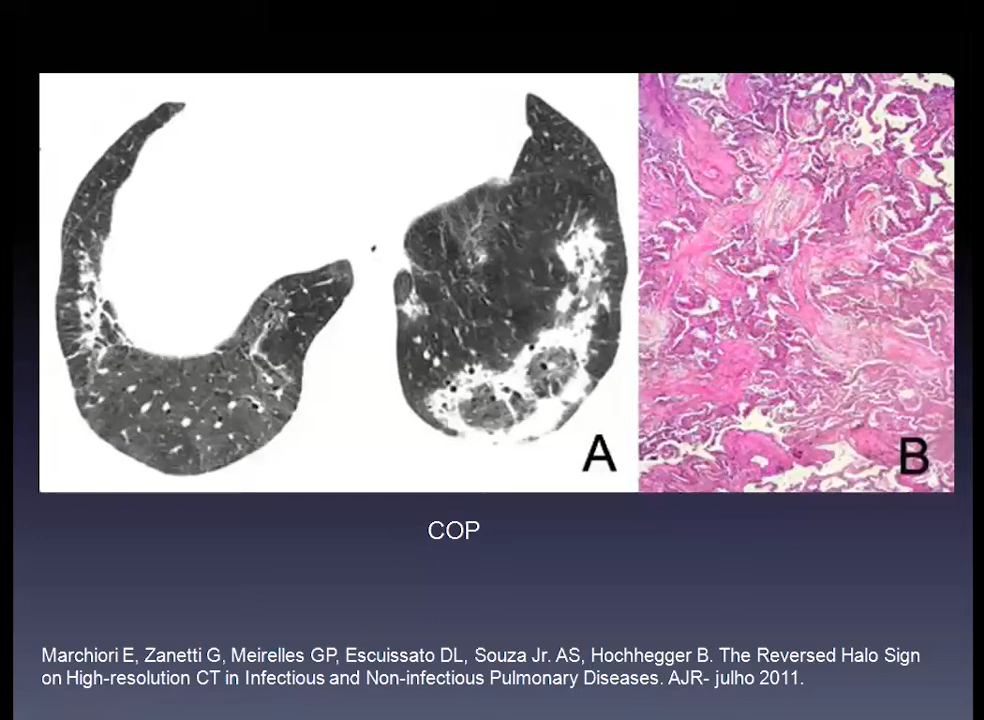 A
B
COP
Marchiori E, Zanetti G, Meirelles GP, Escuissato DL, Souza Jr. AS, Hochhegger B. The Reversed Halo Sign
on High-resolution CT in Infectious and Non-infectious Pulmonary Diseases. AJR- julho 2011.